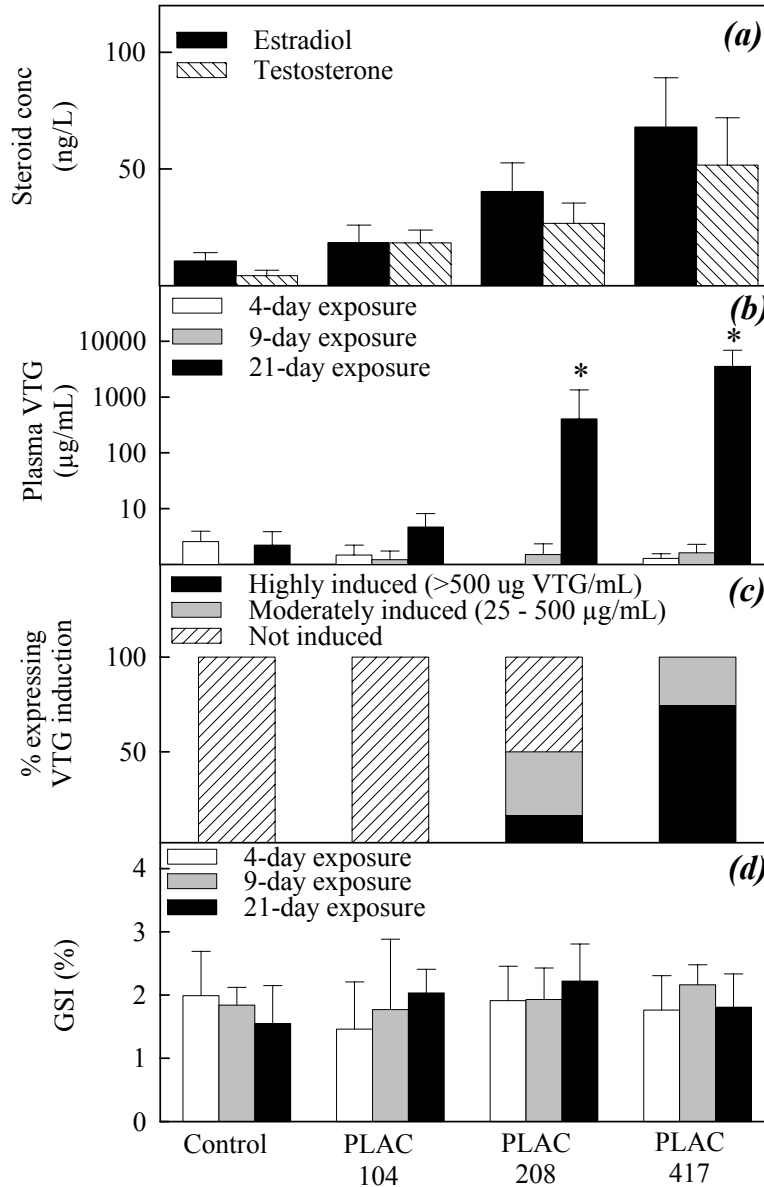 (a)
Estradiol
Testosterone
100
50
Steroid conc
(ng/L)
(b)
4-day exposure
9-day exposure
21-day exposure
10000
1000
100
10
Plasma VTG
(µg/mL)
*
*
(c)
Highly induced (>500 ug VTG/mL)
Moderately induced (25 - 500 µg/mL)
Not induced
100
50
% expressing
VTG induction
(d)
4-day exposure
9-day exposure
21-day exposure
4
3
2
1
0
GSI (%)
Control
PLAC
104
PLAC
208
PLAC
417